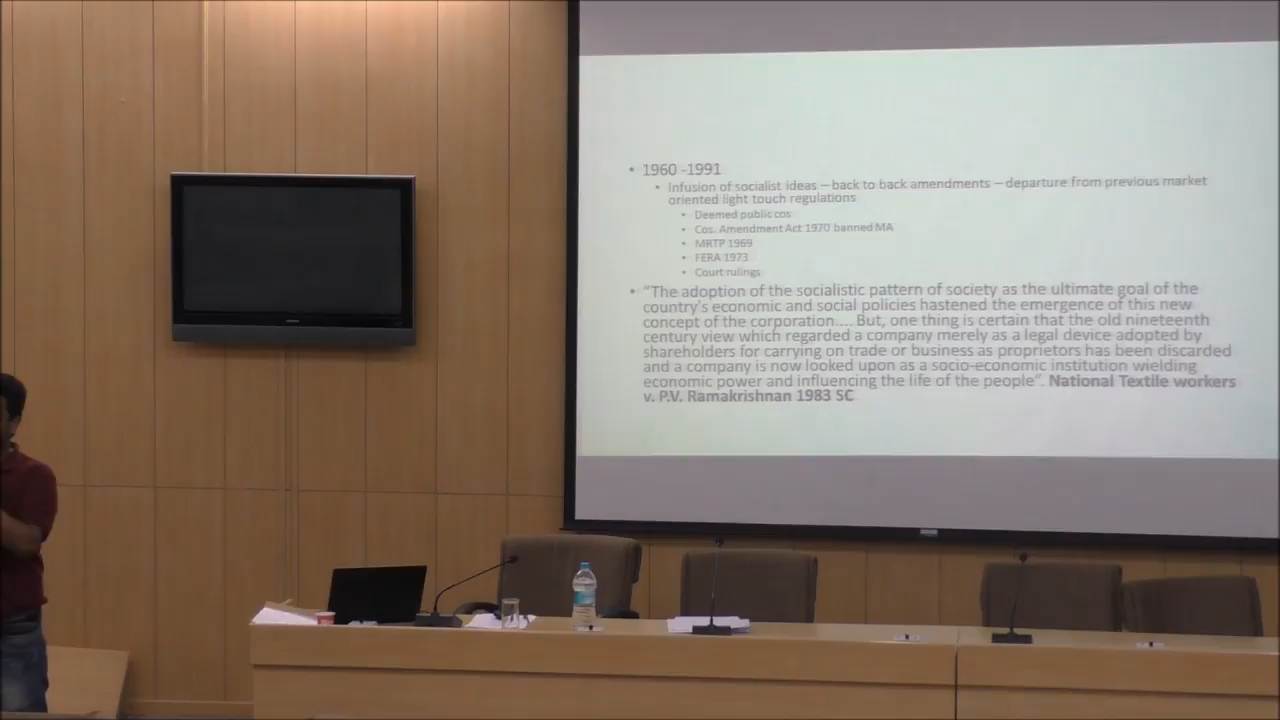 • 1960 -1991
• Infusion of socialist ideas – back to back amendments – departure from previous market
oriented light touch regulations
• Deemed public cos
• Cos. Amendment Act 1970 banned MA
• MRTP 1969
• FERA 1973
• Court rulings
• “The adoption of the socialistic pattern of society as the ultimate goal of the
country's economic and social policies hastened the emergence of this new
concept of the corporation.... But, one thing is certain that the old nineteenth
century view which regarded a company merely as a legal device adopted by
shareholders for carrying on trade or business as proprietors has been discarded
and a company is now looked upon as a socio-economic institution wielding
economic power and influencing the life of the people”. National Textile workers
v. P.V. Ramakrishnan 1983 SC